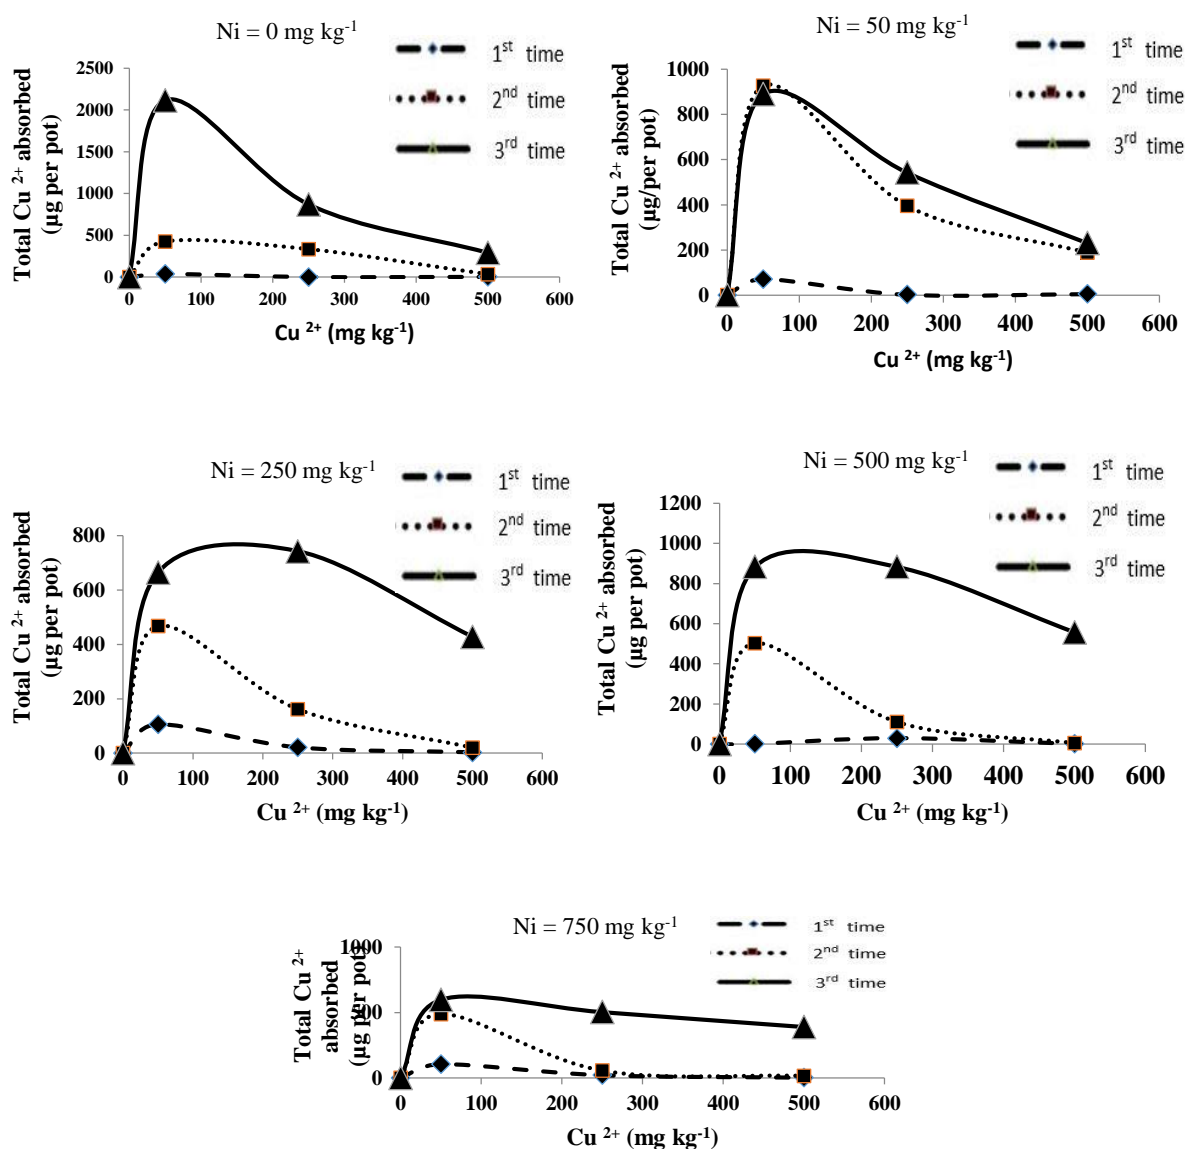 Ni = 0 mg kg-1
1st time
2nd time
3rd time
Total Cu 2+ absorbed
(µg per pot)
2500
2000
1500
1000
500
0
0 100 200 300 400 500 600
Cu 2+ (mg kg-1)
Ni = 50 mg kg-1
1st time
2nd time
3rd time
Total Cu 2+ absorbed
(µg/per pot)
1000
800
600
400
200
0
0 100 200 300 400 500 600
Cu 2+ (mg kg-1)
Ni = 250 mg kg-1
1st time
2nd time
3rd time
Total Cu 2+ absorbed
(µg per pot)
800
600
400
200
0
0 100 200 300 400 500 600
Cu 2+ (mg kg-1)
Ni = 500 mg kg-1
1st time
2nd time
3rd time
Total Cu 2+ absorbed
(µg per pot)
1200
1000
800
600
400
200
0
0 100 200 300 400 500 600
Cu 2+ (mg kg-1)
Ni = 750 mg kg-1
1st time
2nd time
3rd time
Total Cu 2+
absorbed
(µg per pot)
1000
500
0
0 100 200 300 400 500 600
Cu 2+ (mg kg-1)